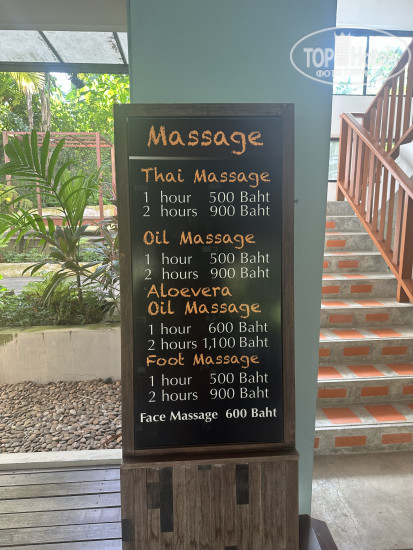 TOP HOTELS
ФОТО
Massage
Thai Massage
1 hour 500 Baht
2 hours 900 Baht
Oil Massage
1 hour 500 Baht
2 hours 900 Baht
Aloevera
Oil Massage
1 hour 600 Baht
2 hours 1,100 Baht
Foot Massage
1 hour 500 Baht
2 hours 900 Baht
Face Massage 600 Baht